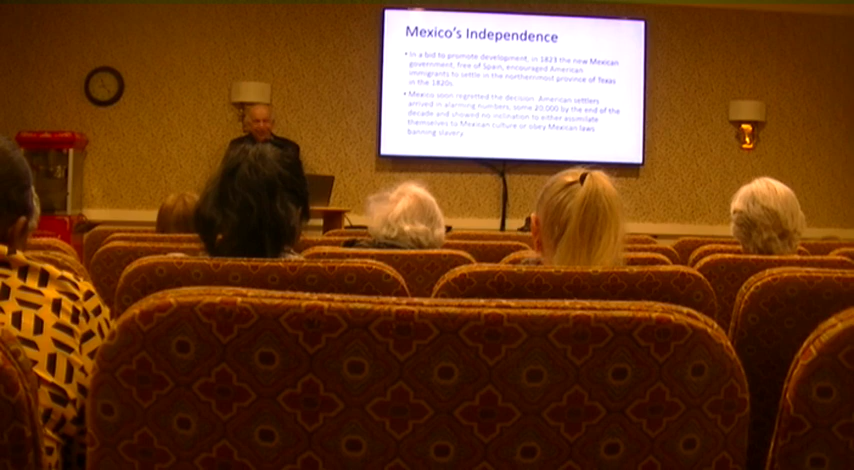 Mexico's Independence
• In a bid to promote development, in 1823 the new Mexican
government, free of Spain, encouraged American
immigrants to settle in the northernmost province of Texas
in the 1820s.
• Mexico soon regretted the decision. American settlers
arrived in alarming numbers, some 20,000 by the end of the
decade and showed no inclination to either assimilate
themselves to Mexican culture or obey Mexican laws
banning slavery.